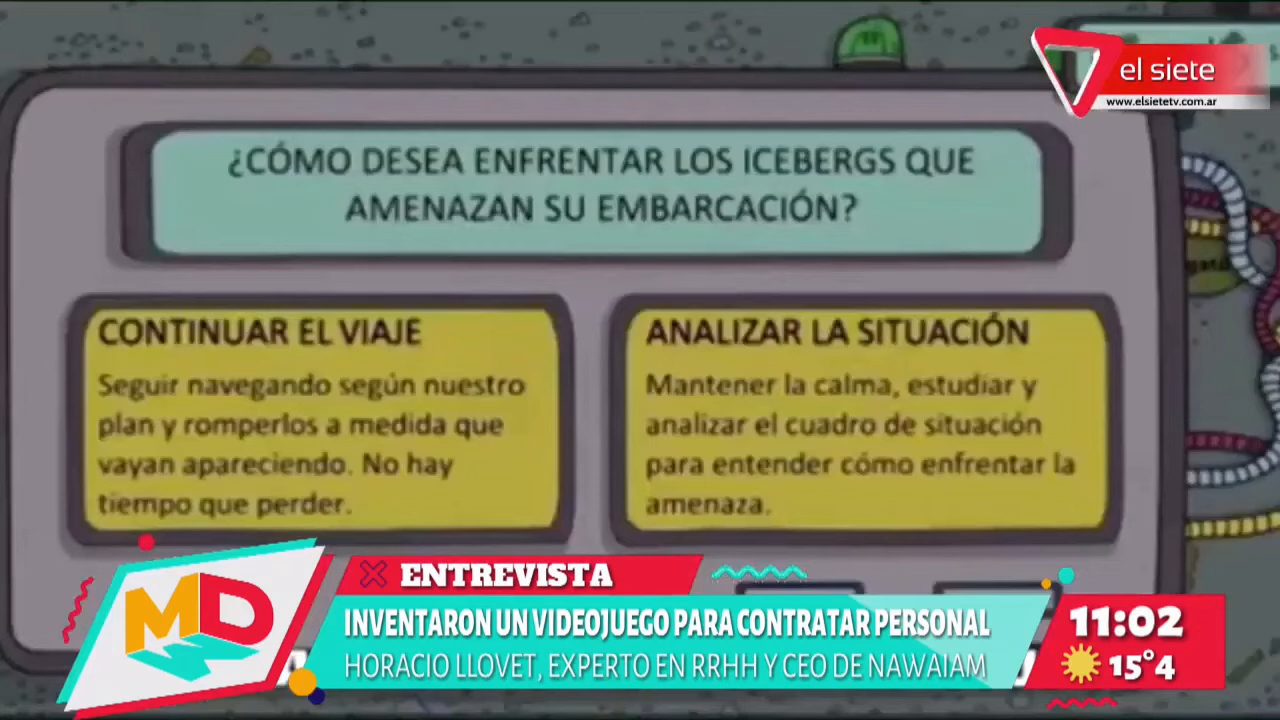 el siete
www.elsietetv.com.ar
¿CÓMO DESEA ENFRENTAR LOS ICEBERGS QUE
AMENAZAN SU EMBARCACIÓN?
CONTINUAR EL VIAJE
Seguir navegando según nuestro
plan y romperlos a medida que
vayan apareciendo. No hay
tiempo que perder.
ANALIZAR LA SITUACIÓN
Mantener la calma, estudiar y
analizar el cuadro de situación
para entender cómo enfrentar la
amenaza.
MD
ENTREVISTA
INVENTARON UN VIDEOJUEGO PARA CONTRATAR PERSONAL
HORACIO LLOVET, EXPERTO EN RRHH Y CEO DE NAWAIAM
11:02
15°4